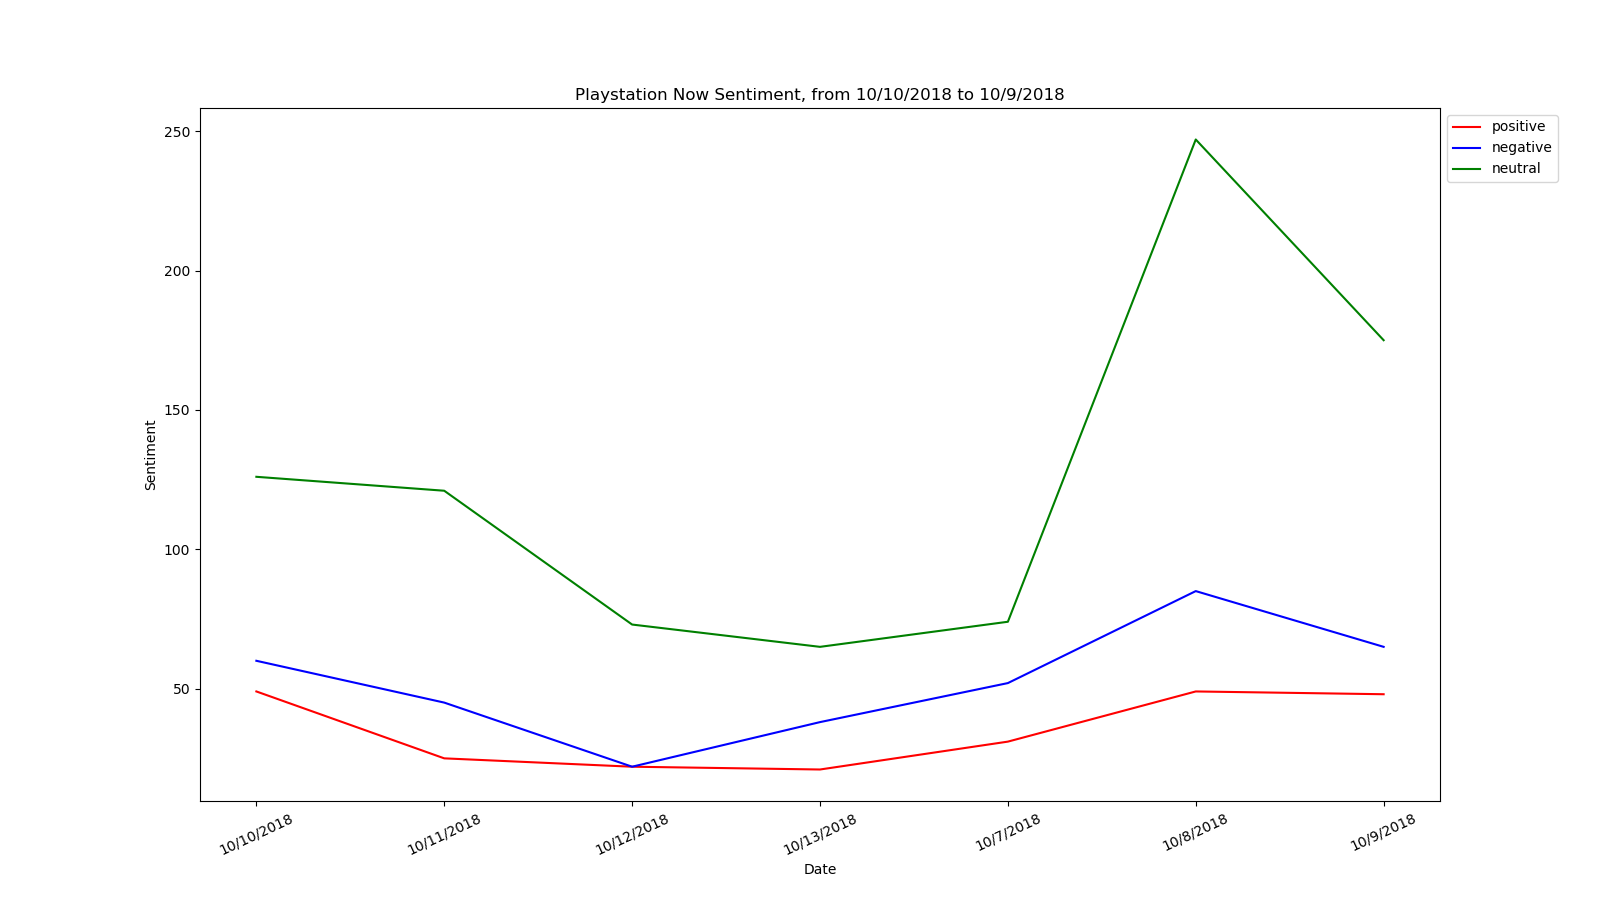 Playstation Now Sentiment, from 10/10/2018 to 10/9/2018
positive
negative
neutral
250
200
150
100
50
Sentiment
10/10/2018
10/11/2018
10/12/2018
10/13/2018
10/7/2018
10/8/2018
10/9/2018
Date